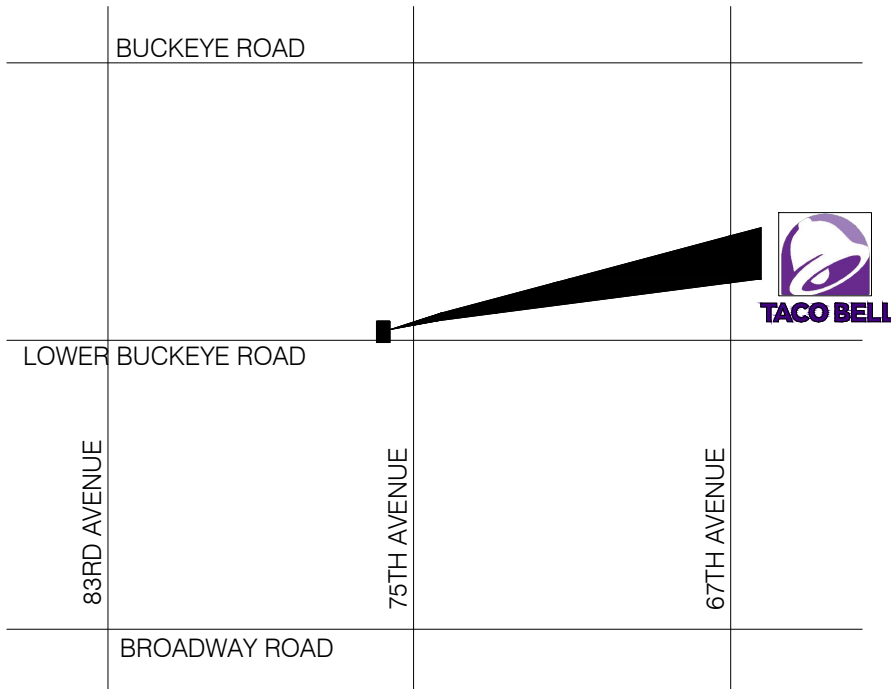 BUCKEYE ROAD
TACO BELL
LOWER BUCKEYE ROAD
83RD AVENUE
75TH AVENUE
67TH AVENUE
BROADWAY ROAD